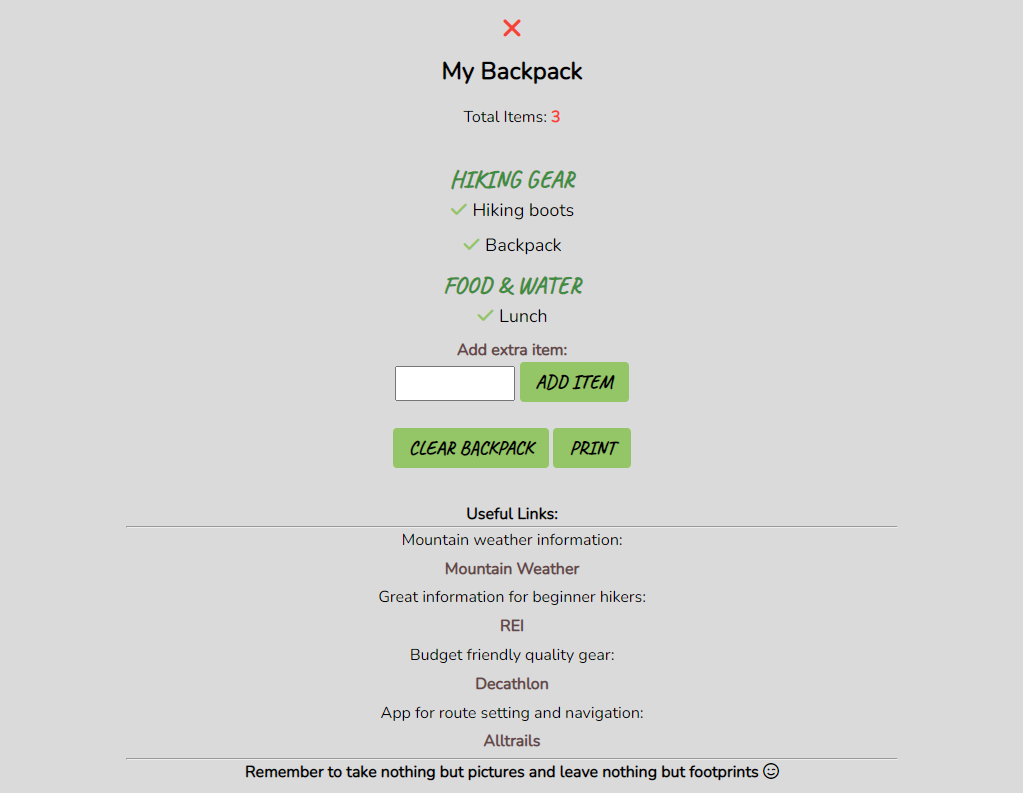 My Backpack
Total Items: 3
HIKING GEAR
Hiking boots
Backpack
FOOD & WATER
Lunch
Add extra item:
ADD ITEM
CLEAR BACKPACK PRINT
Useful Links:
Mountain weather information:
Mountain Weather
Great information for beginner hikers:
REI
Budget friendly quality gear:
Decathlon
App for route setting and navigation:
Alltrails
Remember to take nothing but pictures and leave nothing but footprints